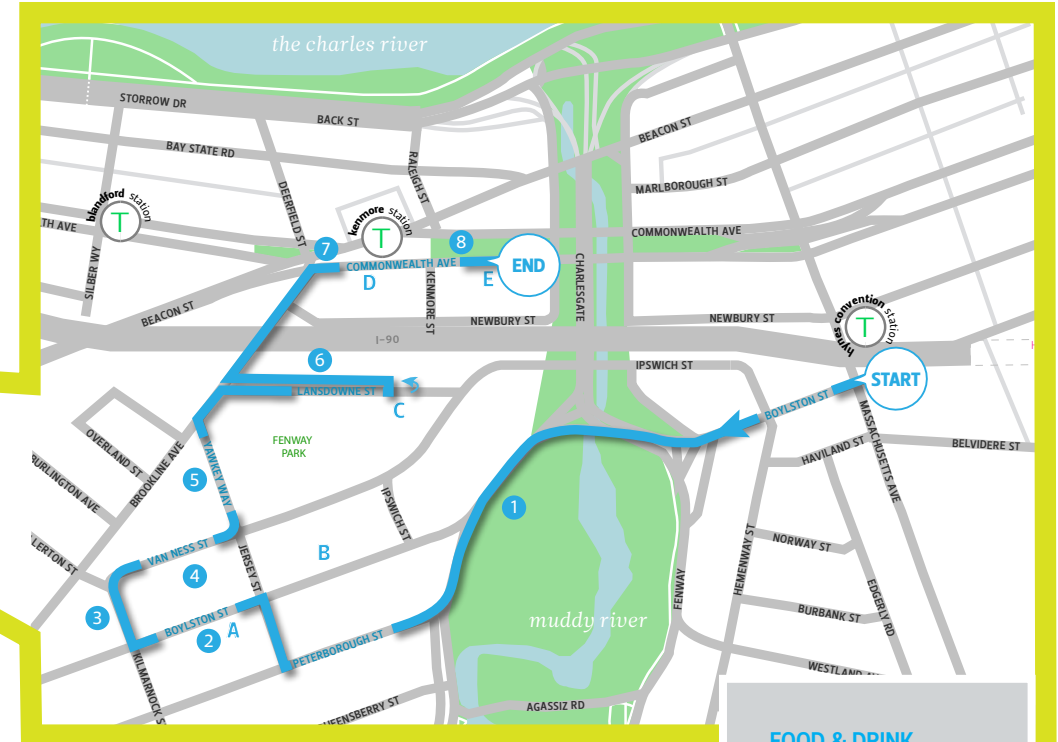 the charles river
STORROW DR
BACK ST
BEACON ST
BAY STATE RD
RALEIGH ST
MARLBOROUGH ST
DEERFIELD ST
blandford station
T
kenmore station
T
TH AVE
COMMONWEALTH AVE
7
8
SILBER WY
COMMONWEALTH AVE
E
END
D
KENMORE ST
CHARLESGATE
BEACON ST
NEWBURY ST
NEWBURY ST
hynes convention station
T
I-90
6
IPSWICH ST
START
LANSDOWNE ST
C
BOYLSTON ST
MASSACHUSETTS AVE
OVERLAND ST
FENWAY
PARK
HAVILAND ST
BELVIDERE ST
BURLINGTON AVE
BROOKLINE AVE
YAWKEY WAY
5
IPSWICH ST
1
LLERTON ST
VAN NESS ST
JERSEY ST
B
NORWAY ST
HEMENWAY ST
FENWAY
4
EDGERLY RD
3
BOYLSTON ST
A
2
BURBANK ST
muddy river
PETERBOROUGH ST
KILMARNOCK S
WESTLAND AV
UEENSBERRY ST
AGASSIZ RD
FOOD & DRINK